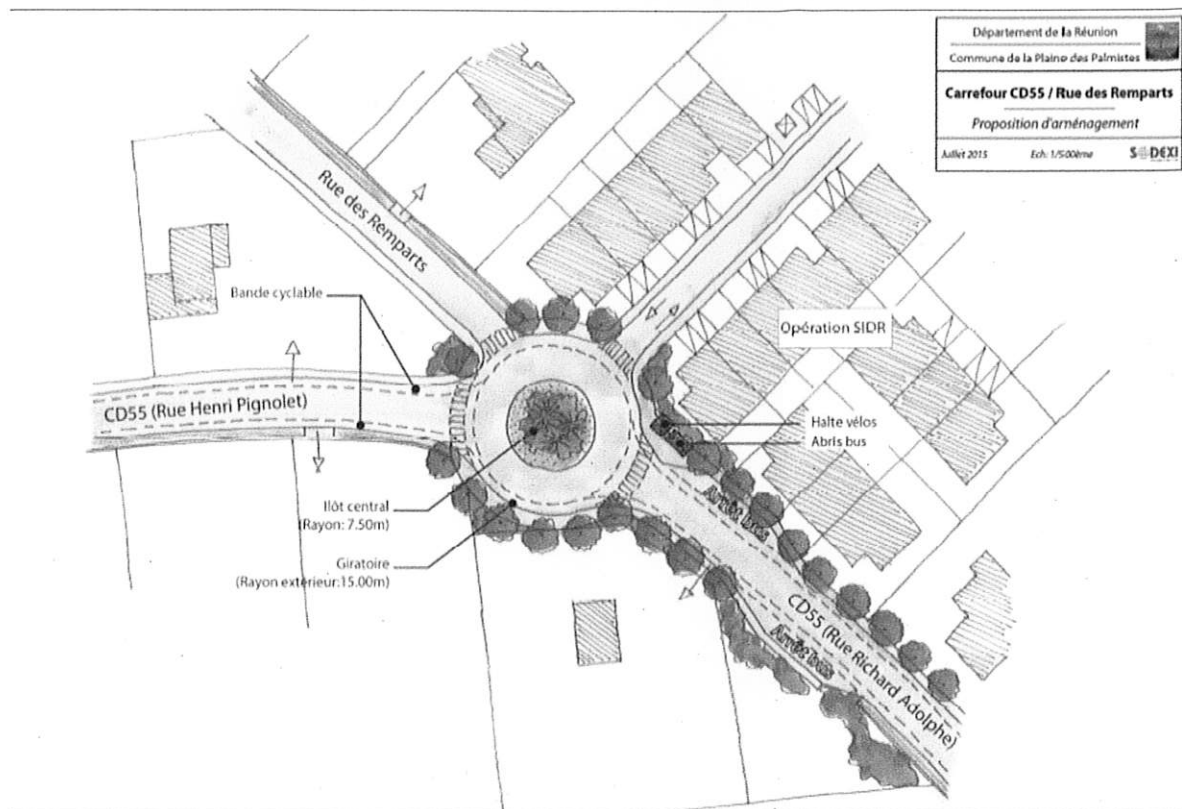 Département de la Réunion
Commune de la Plaine des Palmistes
Carrefour CD55 / Rue des Remparts
Proposition d'aménagement
Juillet 2015 Ech: 1/500ème SODEXI
Rue des Remparts
Bande cyclable
Opération SIDR
CD55 (Rue Henri Pignolet)
Halte vélos
Abris bus
Ilôt central
(Rayon: 7.50m)
Arrêt bus
Giratoire
(Rayon extérieur:15.00m)
CD55 (Rue Richard Adolphe)
Arrêt bus